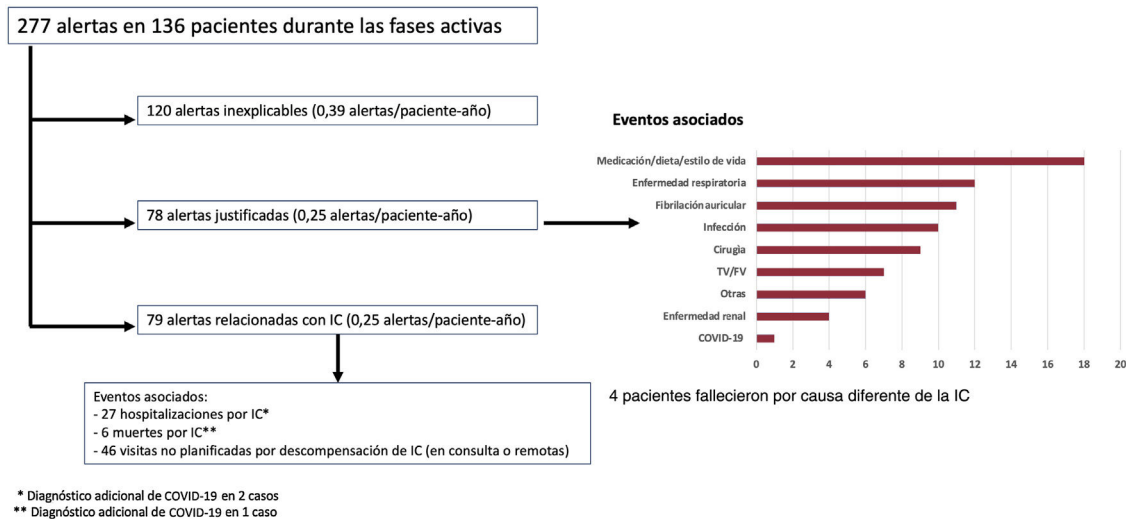 277 alertas en 136 pacientes durante las fases activas
120 alertas inexplicables (0,39 alertas/paciente-año)
78 alertas justificadas (0,25 alertas/paciente-año)
79 alertas relacionadas con IC (0,25 alertas/paciente-año)
Eventos asociados:
- 27 hospitalizaciones por IC*
- 6 muertes por IC**
- 46 visitas no planificadas por descompensación de IC (en consulta o remotas)
Eventos asociados
Medicación/dieta/estilo de vida
Enfermedad respiratoria
Fibrilación auricular
Infección
Cirugìa
TV/FV
Otras
Enfermedad renal
COVID-19
0 2 4 6 8 10 12 14 16 18 20
4 pacientes fallecieron por causa diferente de la IC
* Diagnóstico adicional de COVID-19 en 2 casos
** Diagnóstico adicional de COVID-19 en 1 caso